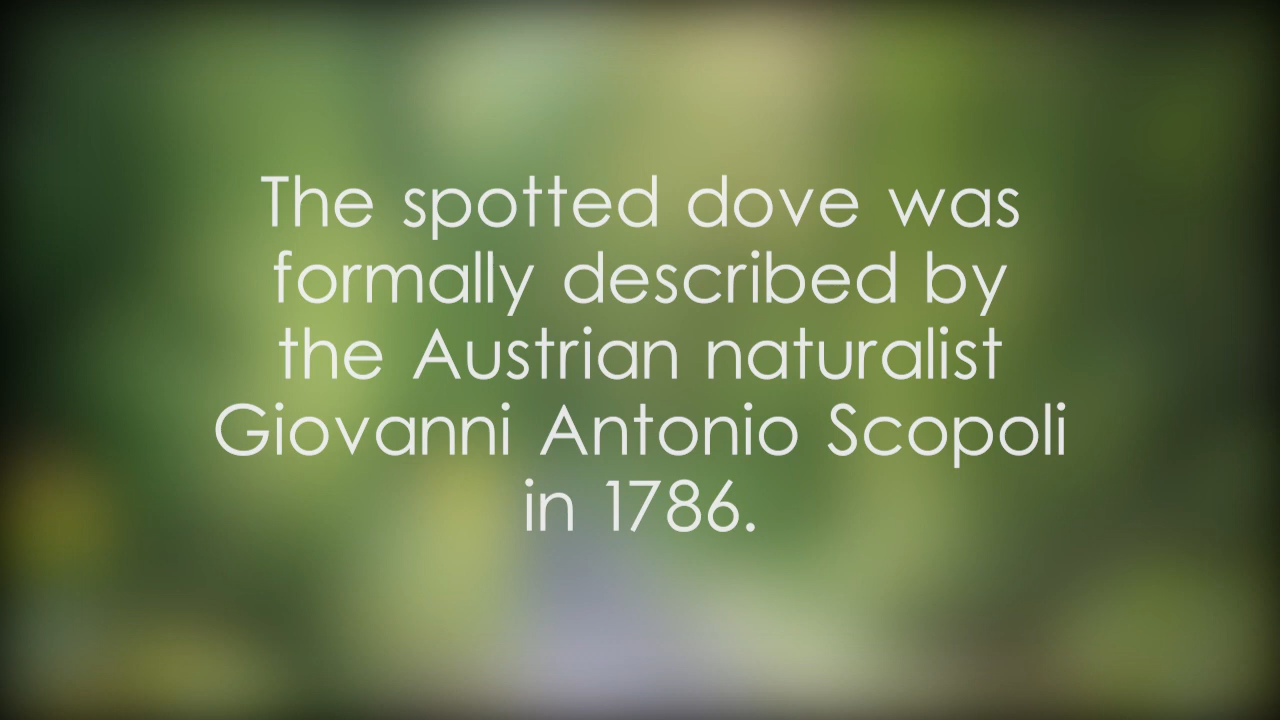 The spotted dove was
formally described by
the Austrian naturalist
Giovanni Antonio Scopoli
in 1786.